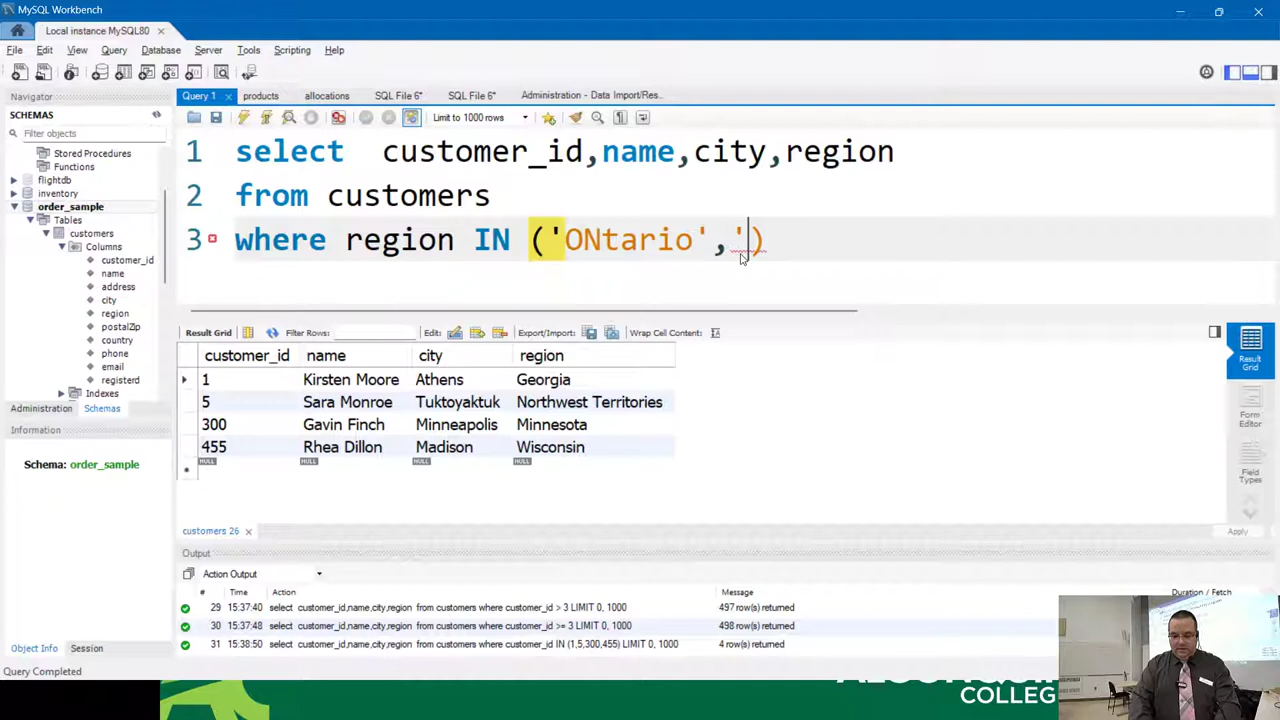 MySQL Workbench
Local instance MySQL80
File Edit View Query Database Server Tools Scripting Help
Navigator
SCHEMAS
Filter objects
Stored Procedures
Functions
flightdb
inventory
order_sample
Tables
customers
Columns
customer_id
name
address
city
region
postalZip
country
phone
email
registerd
Indexes
Administration Schemas
Information
Schema: order_sample
Object Info Session
Query Completed
Query 1 products allocations SQL File 6* SQL File 6* Administration - Data Import/Res...
Limit to 1000 rows
1 select customer_id,name,city,region
2 from customers
3 where region IN ('ONtario',')
Result Grid Filter Rows: Edit: Export/Import: Wrap Cell Content:
customer_id name city region
1 Kirsten Moore Athens Georgia
5 Sara Monroe Tuktoyaktuk Northwest Territories
300 Gavin Finch Minneapolis Minnesota
455 Rhea Dillon Madison Wisconsin
NULL NULL NULL NULL
Result Grid
Form Editor
Field Types
customers 26
Apply
Output
Action Output
# Time Action Message Duration / Fetch
29 15:37:40 select customer_id,name,city,region from customers where customer_id > 3 LIMIT 0, 1000 497 row(s) returned
30 15:37:48 select customer_id,name,city,region from customers where customer_id >= 3 LIMIT 0, 1000 498 row(s) returned
31 15:38:50 select customer_id,name,city,region from customers where customer_id IN (1,5,300,455) LIMIT 0, 1000 4 row(s) returned